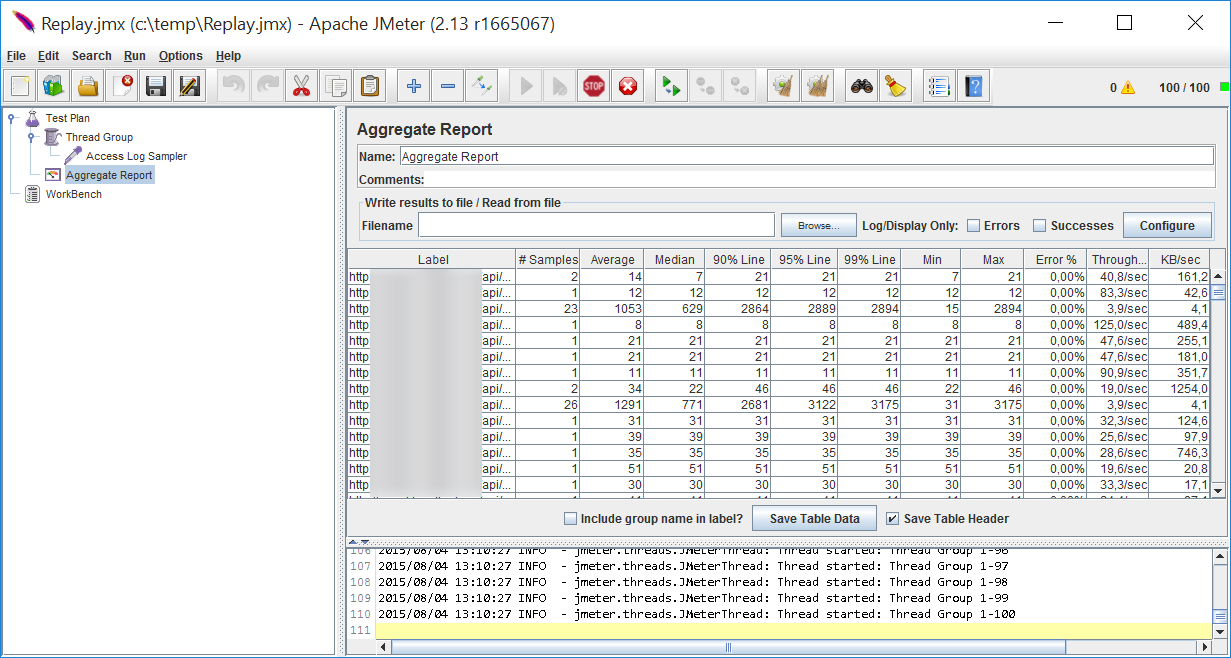 Replay.jmx (c:\temp\Replay.jmx) - Apache JMeter (2.13 r1665067)
File Edit Search Run Options Help
STOP 0 100 / 100
Test Plan
Thread Group
Access Log Sampler
Aggregate Report
WorkBench
Aggregate Report
Name: Aggregate Report
Comments:
Write results to file / Read from file
Filename Browse... Log/Display Only: Errors Successes Configure
Label # Samples Average Median 90% Line 95% Line 99% Line Min Max Error % Through... KB/sec
http api/... 2 14 7 21 21 21 7 21 0,00% 40,8/sec 161,2
http api/... 1 12 12 12 12 12 12 12 0,00% 83,3/sec 42,6
http api/... 23 1053 629 2864 2889 2894 15 2894 0,00% 3,9/sec 4,1
http api/... 1 8 8 8 8 8 8 8 0,00% 125,0/sec 489,4
http api/... 1 21 21 21 21 21 21 21 0,00% 47,6/sec 255,1
http api/... 1 21 21 21 21 21 21 21 0,00% 47,6/sec 181,0
http api/... 1 11 11 11 11 11 11 11 0,00% 90,9/sec 351,7
http api/... 2 34 22 46 46 46 22 46 0,00% 19,0/sec 1254,0
http api/... 26 1291 771 2681 3122 3175 31 3175 0,00% 3,9/sec 4,1
http api/... 1 31 31 31 31 31 31 31 0,00% 32,3/sec 124,6
http api/... 1 39 39 39 39 39 39 39 0,00% 25,6/sec 97,9
http api/... 1 35 35 35 35 35 35 35 0,00% 28,6/sec 746,3
http api/... 1 51 51 51 51 51 51 51 0,00% 19,6/sec 20,8
http api/... 1 30 30 30 30 30 30 30 0,00% 33,3/sec 17,1
Include group name in label? Save Table Data Save Table Header
106 2015/08/04 13:10:27 INFO - jmeter.threads.JMeterThread: Thread started: Thread Group 1-96
107 2015/08/04 13:10:27 INFO - jmeter.threads.JMeterThread: Thread started: Thread Group 1-97
108 2015/08/04 13:10:27 INFO - jmeter.threads.JMeterThread: Thread started: Thread Group 1-98
109 2015/08/04 13:10:27 INFO - jmeter.threads.JMeterThread: Thread started: Thread Group 1-99
110 2015/08/04 13:10:27 INFO - jmeter.threads.JMeterThread: Thread started: Thread Group 1-100
111